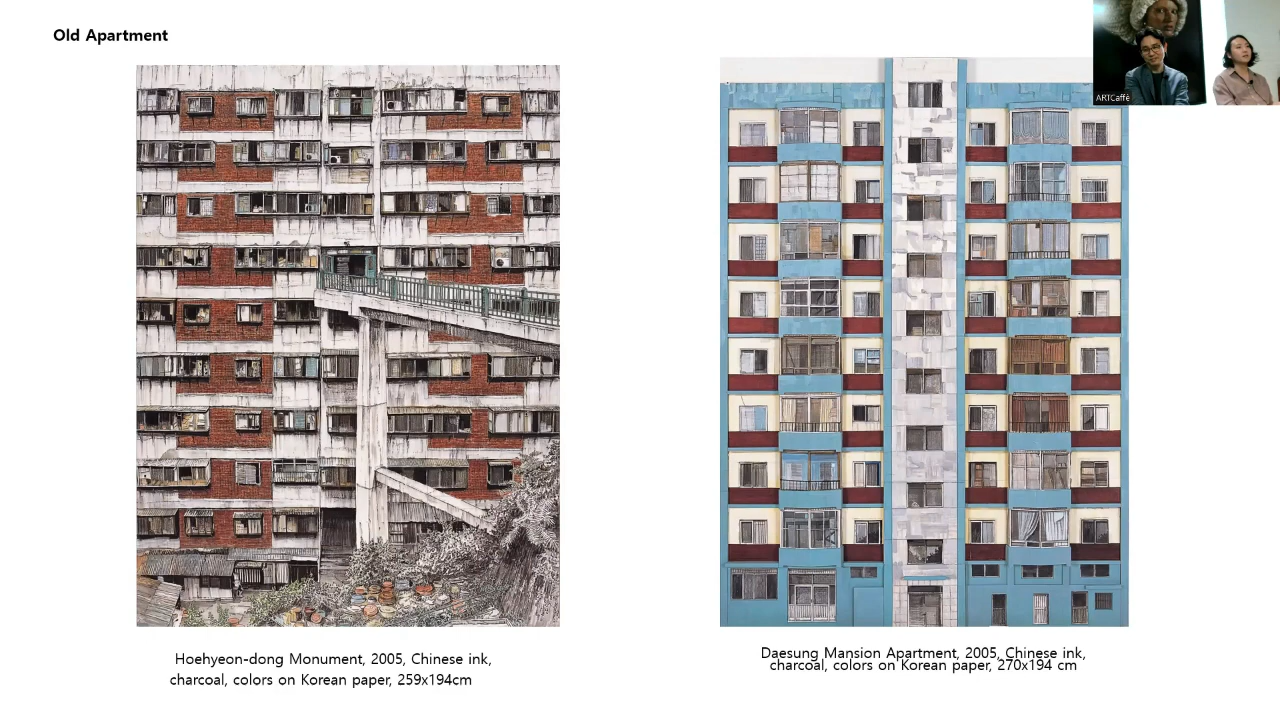 Old Apartment
ARTCaffè
Hoehyeon-dong Monument, 2005, Chinese ink,
charcoal, colors on Korean paper, 259x194cm
Daesung Mansion Apartment, 2005, Chinese ink,
charcoal, colors on Korean paper, 270x194 cm